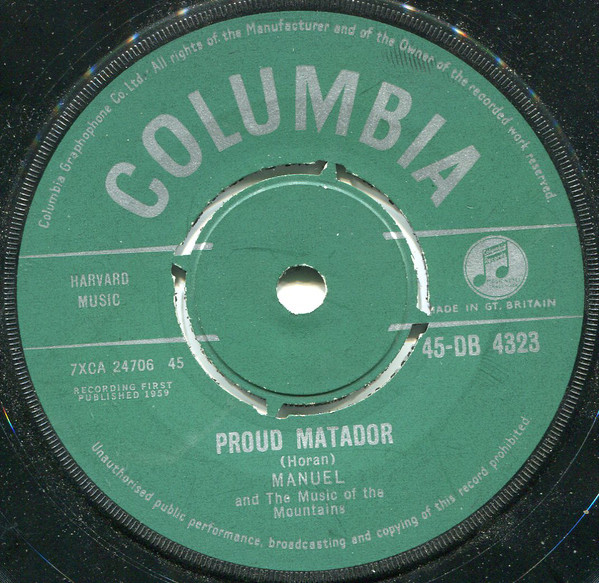 Columbia Graphophone Co. Ltd. All rights of the Manufacturer and of the Owner of the recorded work reserved.
COLUMBIA
HARVARD
MUSIC
MADE IN GT. BRITAIN
7XCA 24706 45
45-DB 4323
RECORDING FIRST
PUBLISHED 1959
PROUD MATADOR
(Horan)
MANUEL
and The Music of the
Mountains
Unauthorised public performance, broadcasting and copying of this record prohibited.